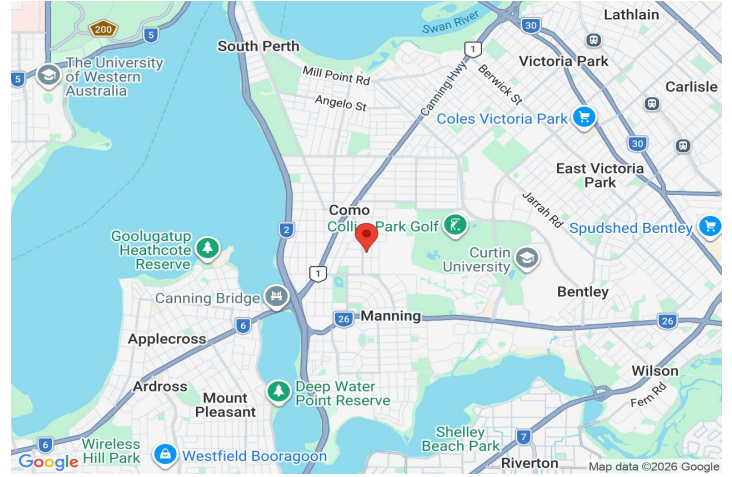 Lathlain
Swan River
200
5
30
1
South Perth
Victoria Park
The University
of Western
Australia
5
Mill Point Rd
Berwick St
Canning Hwy
Carlisle
Angelo St
Coles Victoria Park
30
East Victoria
Park
Jarrah Rd
Como
Collier Park Golf
2
Spudshed Bentley
Goolugatup
Heathcote
Reserve
Curtin
University
1
Bentley
Canning Bridge
6
26
Manning
26
Applecross
Ardross
Mount
Pleasant
Deep Water
Point Reserve
Wilson
Fern Rd
Shelley
Beach Park
7
6
Wireless
Hill Park
Westfield Booragoon
Riverton
Google
Map data ©2026 Google